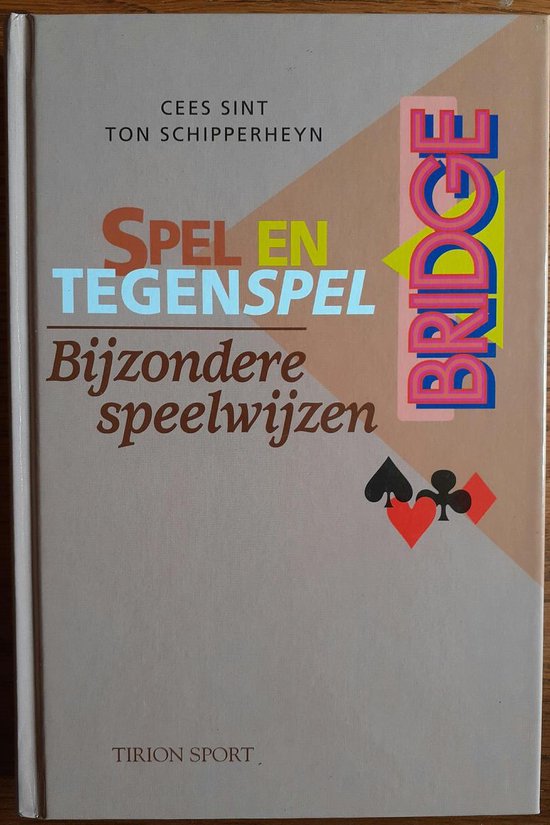 CEES SINT
TON SCHIPPERHEYN
SPEL EN
TEGENSPEL
Bijzondere
speelwijzen
BRIDGE
TIRION SPORT